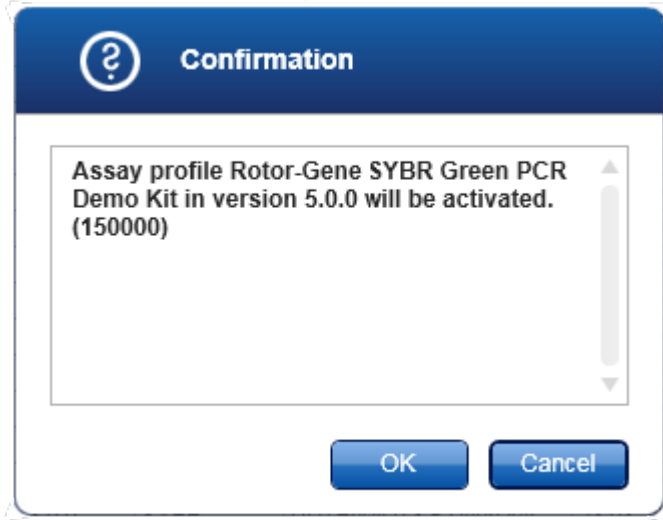 Confirmation
Assay profile Rotor-Gene SYBR Green PCR
Demo Kit in version 5.0.0 will be activated.
(150000)
OK
Cancel